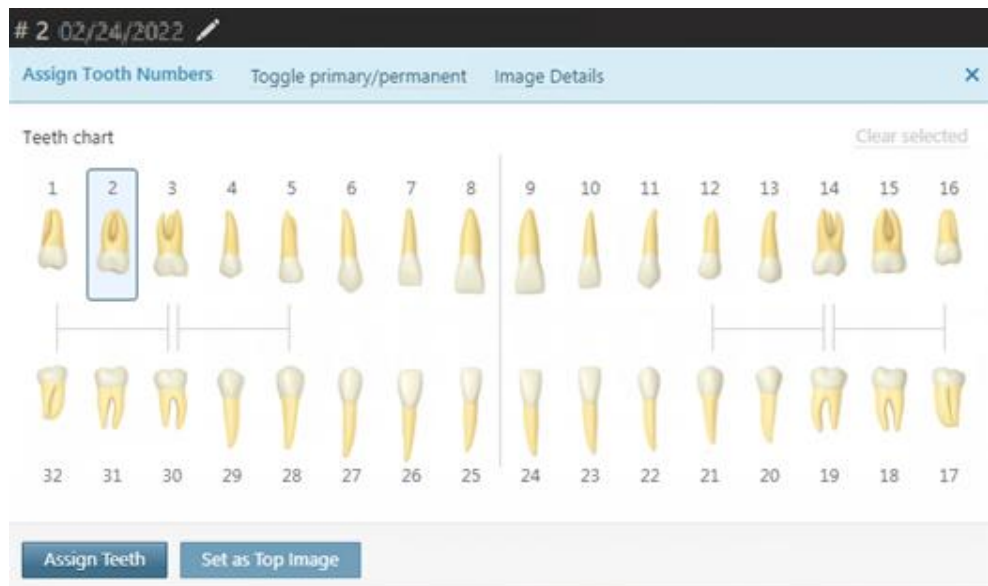 # 2 02/24/2022
Assign Tooth Numbers Toggle primary/permanent Image Details ×
Teeth chart Clear selected
1 2 3 4 5 6 7 8 9 10 11 12 13 14 15 16
32 31 30 29 28 27 26 25 24 23 22 21 20 19 18 17
Assign Teeth Set as Top Image